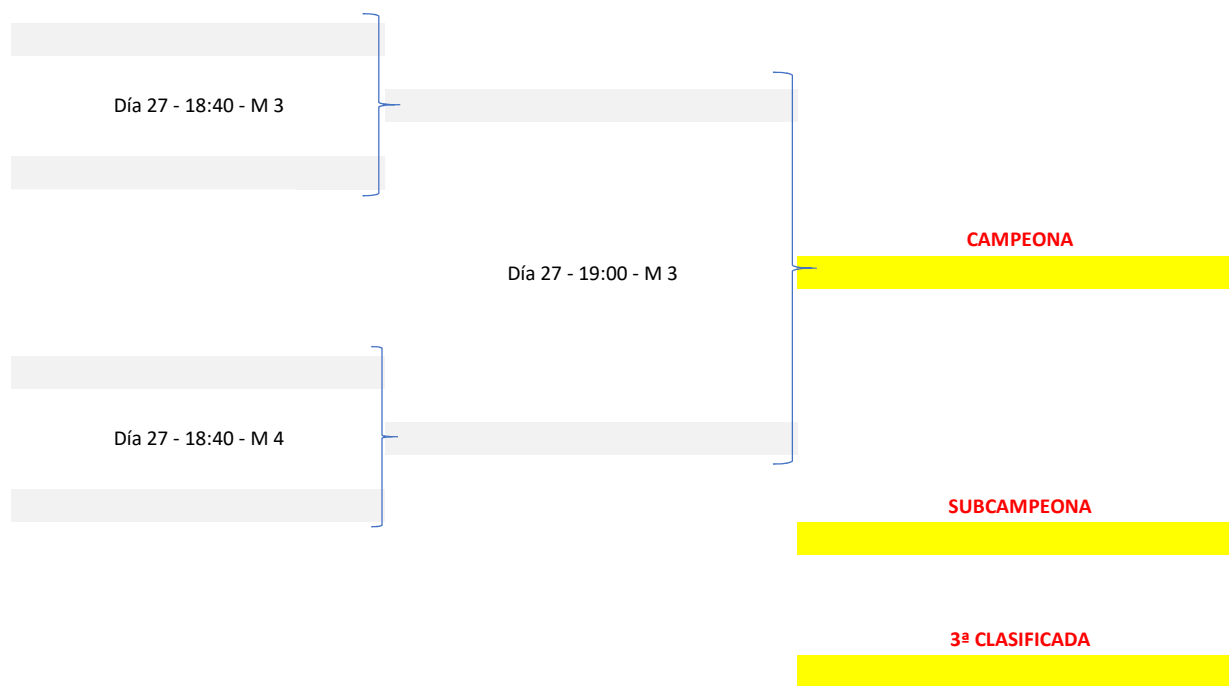 Día 27 - 18:40 - M 3
CAMPEONA
Día 27 - 19:00 - M 3
Día 27 - 18:40 - M 4
SUBCAMPEONA
3ª CLASIFICADA